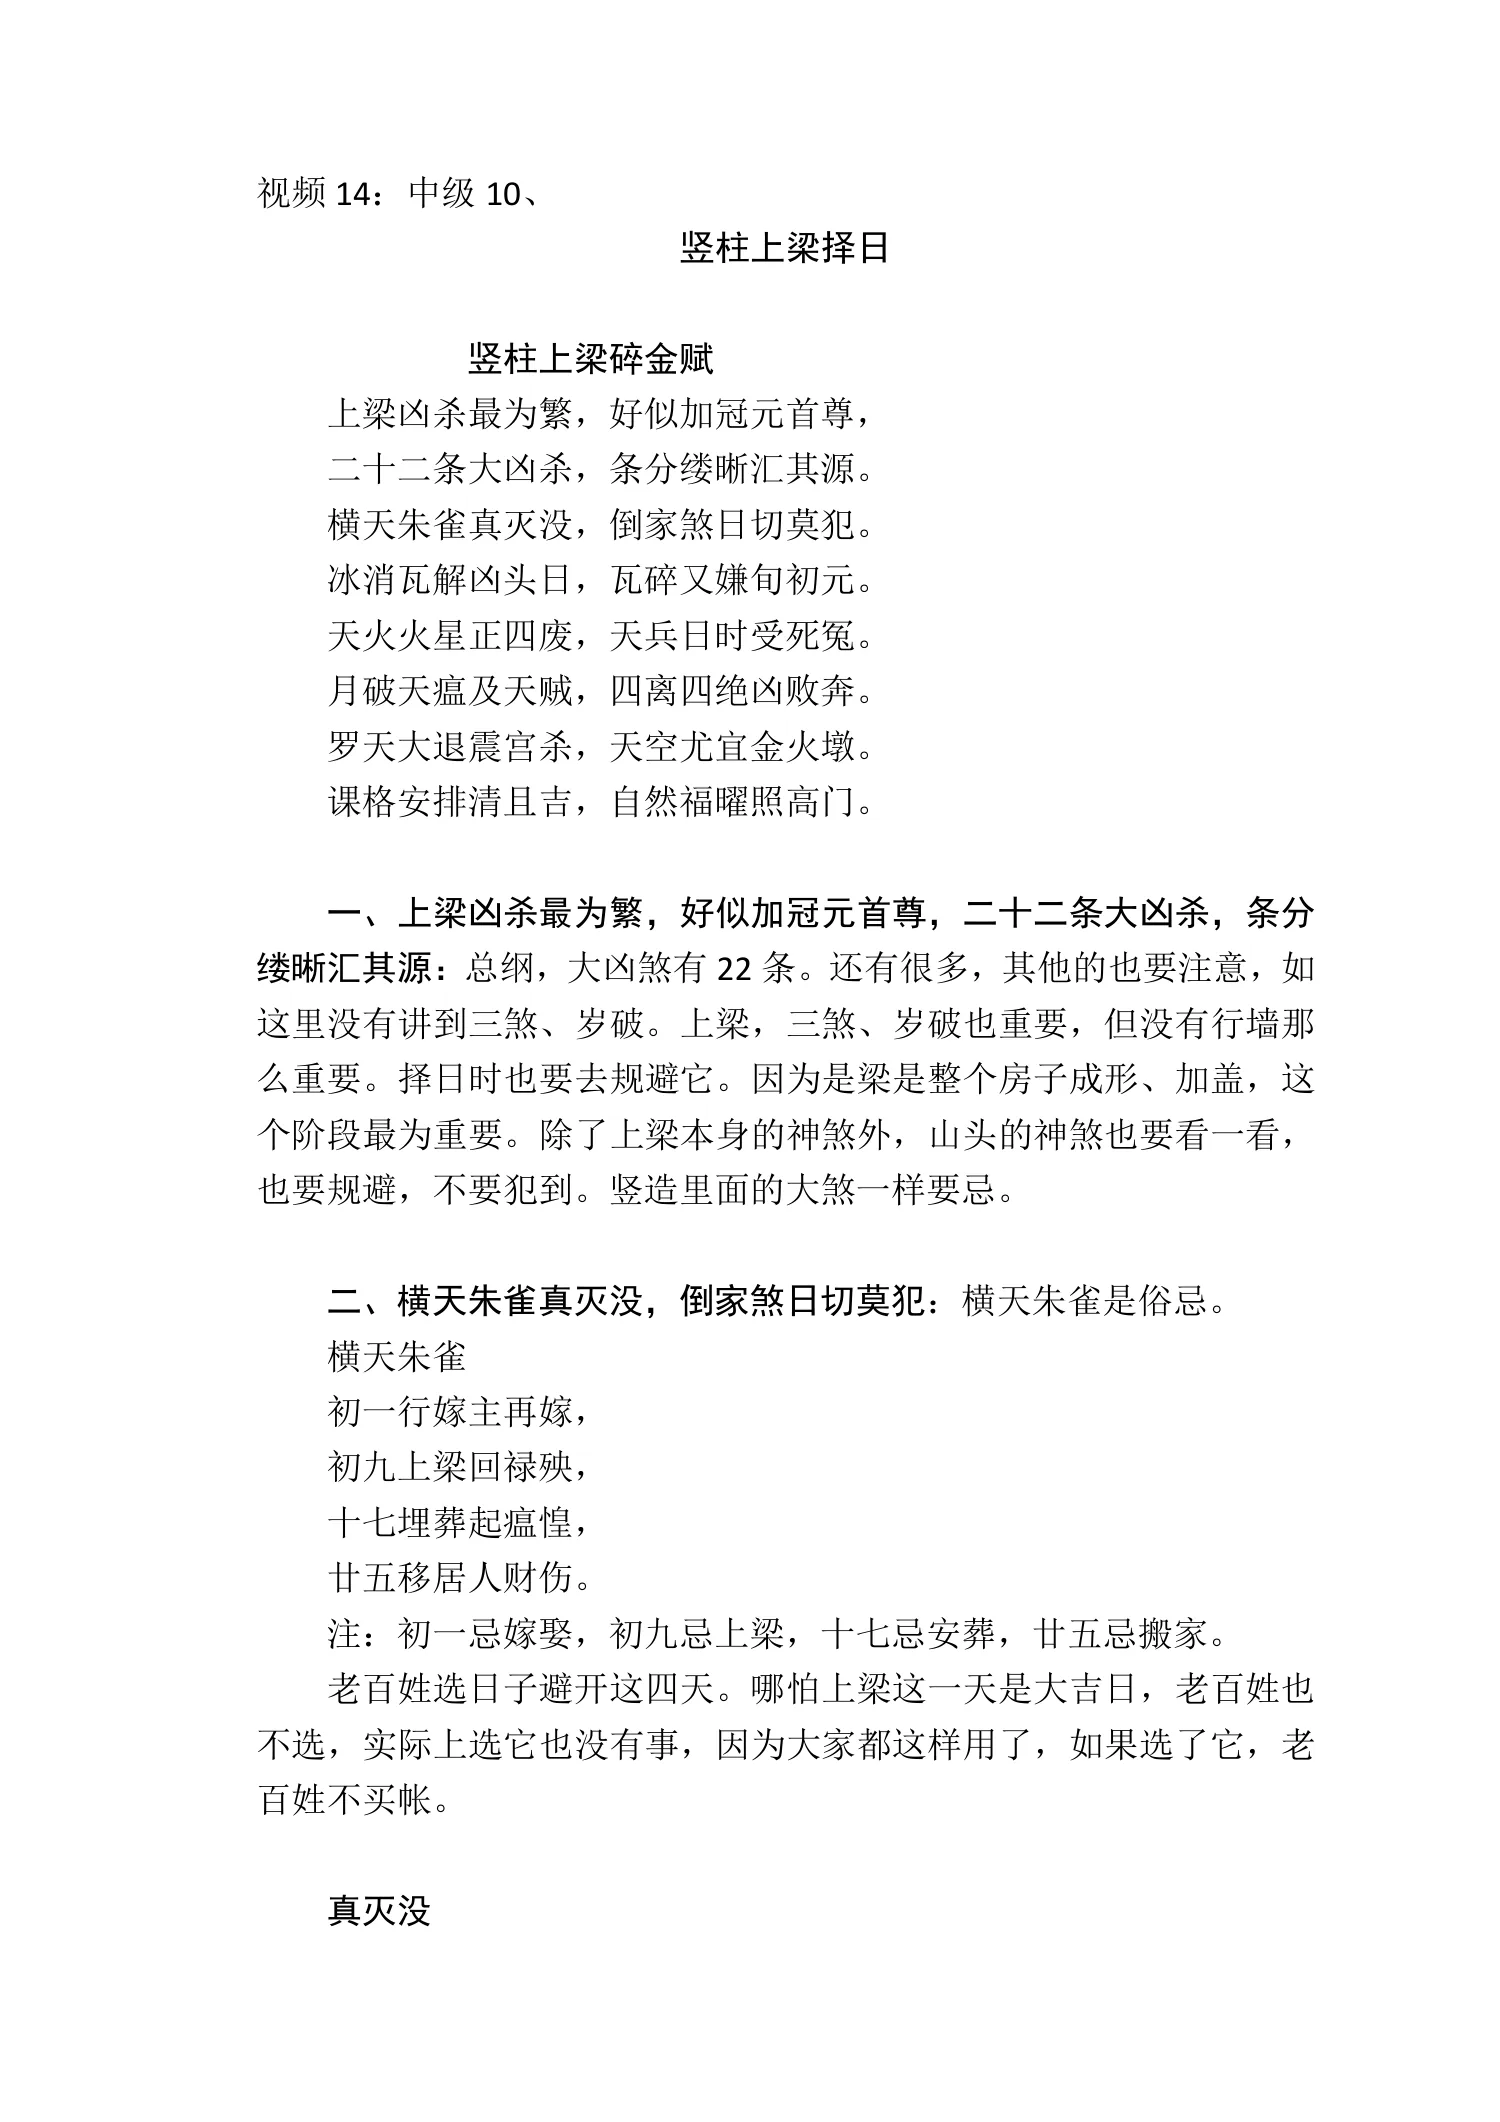 视频 14：中级 10、
竖柱上梁择日
竖柱上梁碎金赋
上梁凶杀最为繁，好似加冠元首尊，
二十二条大凶杀，条分缕晰汇其源。
横天朱雀真灭没，倒家煞日切莫犯。
冰消瓦解凶头日，瓦碎又嫌旬初元。
天火火星正四废，天兵日时受死冤。
月破天瘟及天贼，四离四绝凶败奔。
罗天大退震宫杀，天空尤宜金火墩。
课格安排清且吉，自然福曜照高门。
一、上梁凶杀最为繁，好似加冠元首尊，二十二条大凶杀，条分
缕晰汇其源：总纲，大凶煞有 22 条。还有很多，其他的也要注意，如
这里没有讲到三煞、岁破。上梁，三煞、岁破也重要，但没有行墙那
么重要。择日时也要去规避它。因为是梁是整个房子成形、加盖，这
个阶段最为重要。除了上梁本身的神煞外，山头的神煞也要看一看，
也要规避，不要犯到。竖造里面的大煞一样要忌。
二、横天朱雀真灭没，倒家煞日切莫犯：横天朱雀是俗忌。
横天朱雀
初一行嫁主再嫁，
初九上梁回禄殃，
十七埋葬起瘟惶，
廿五移居人财伤。
注：初一忌嫁娶，初九忌上梁，十七忌安葬，廿五忌搬家。
老百姓选日子避开这四天。哪怕上梁这一天是大吉日，老百姓也
不选，实际上选它也没有事，因为大家都这样用了，如果选了它，老
百姓不买帐。
真灭没